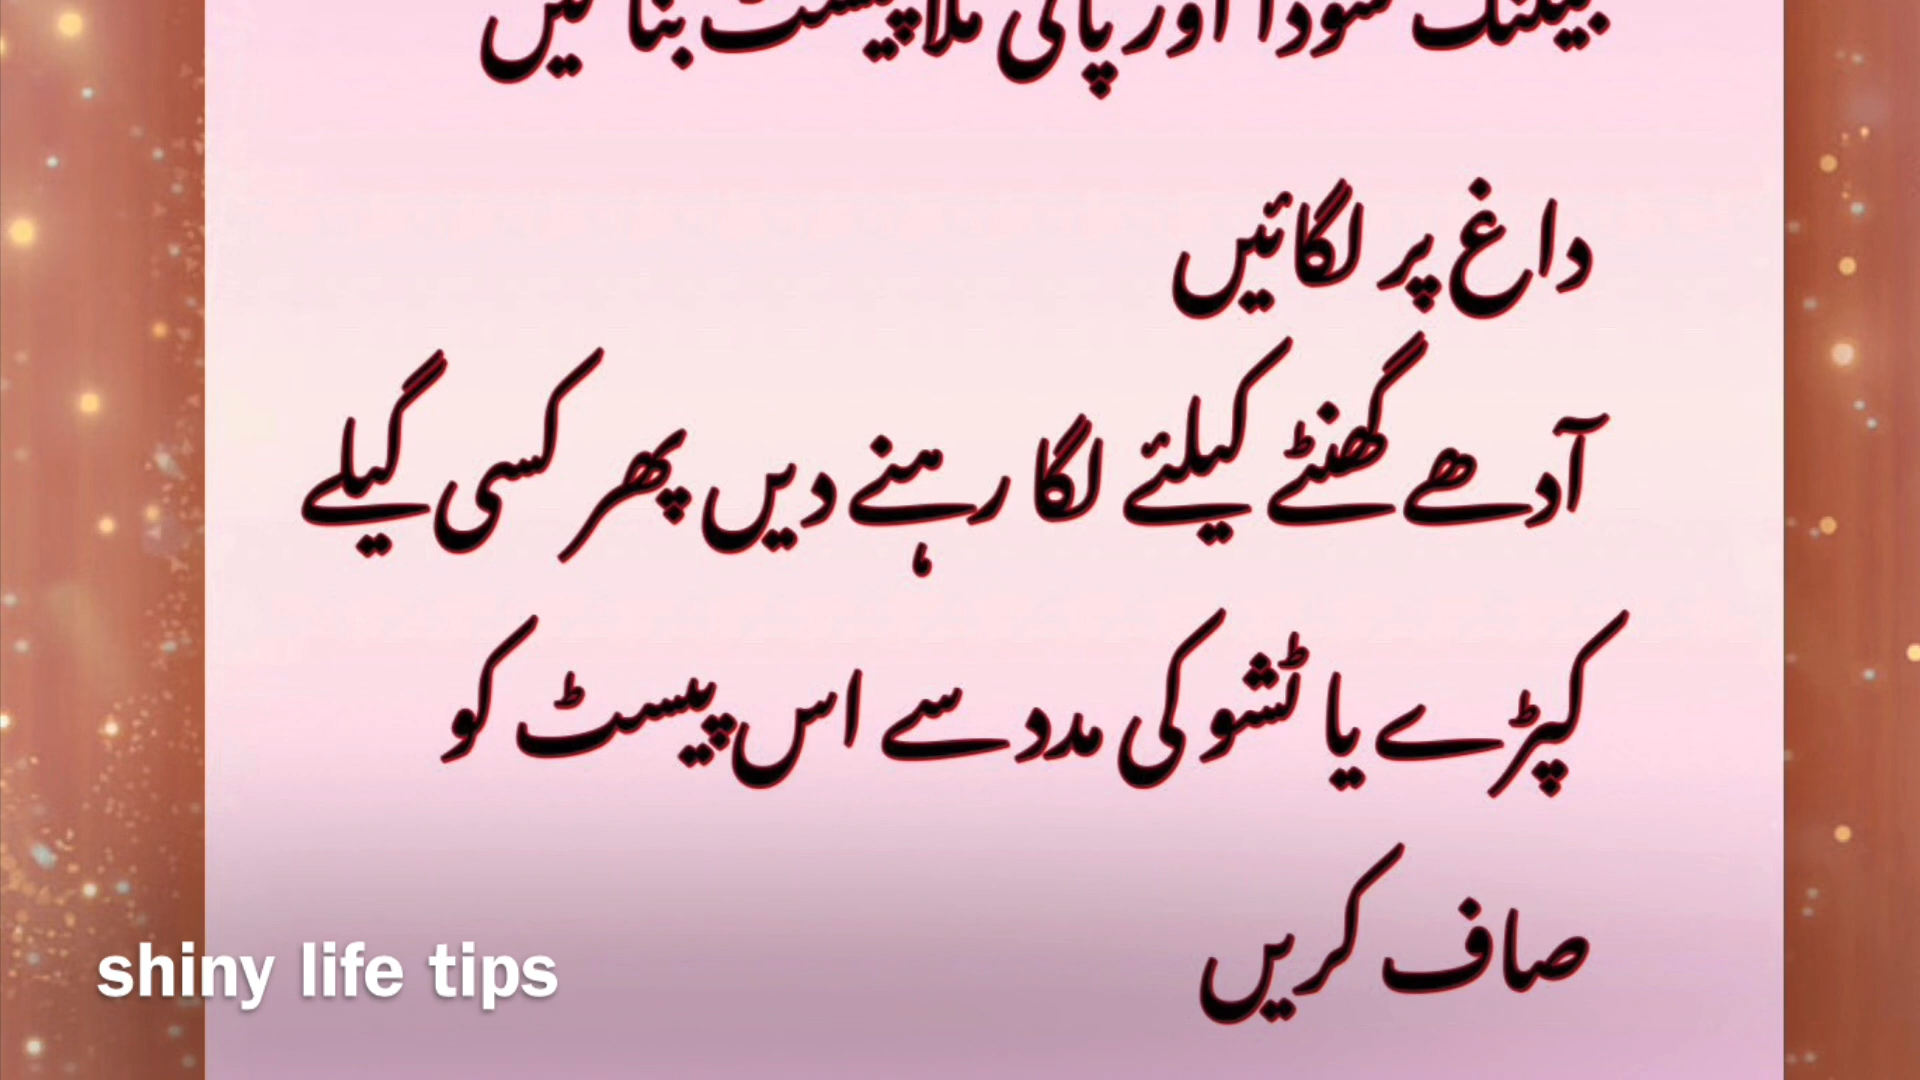 بیکنگ سوڈا اور پانی ملا پیسٹ بنائیں
داغ پر لگائیں
آدھے گھنٹے کیلئے لگا رہنے دیں پھر کسی گیلے
کپڑے یا ٹشو کی مدد سے اس پیسٹ کو
صاف کریں
shiny life tips